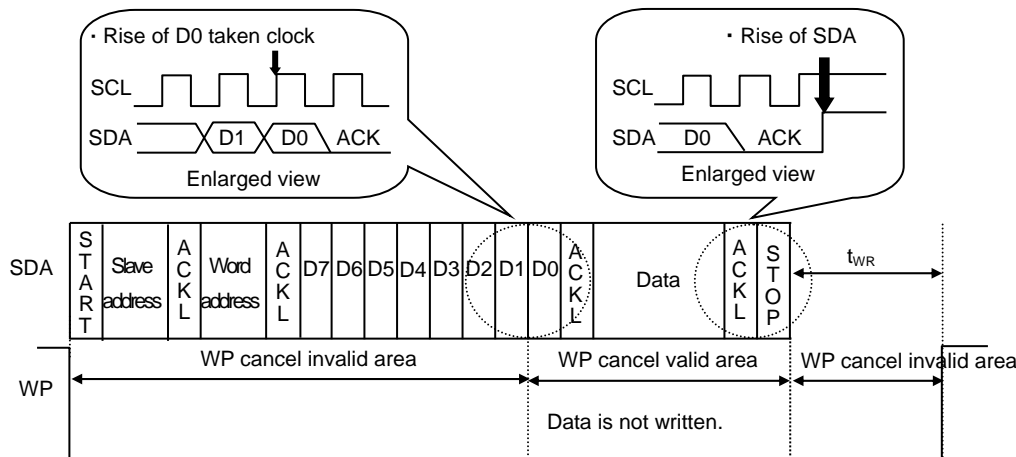 ・ Rise of D0 taken clock
SCL
SDA
D1
D0
ACK
Enlarged view
・ Rise of SDA
SCL
SDA
D0
ACK
Enlarged view
SDA
START
Slave
address
ACKL
Word
address
ACKL
D7
D6
D5
D4
D3
D2
D1
D0
ACKL
Data
ACKL
STOP
tWR
WP
WP cancel invalid area
WP cancel valid area
WP cancel invalid area
Data is not written.